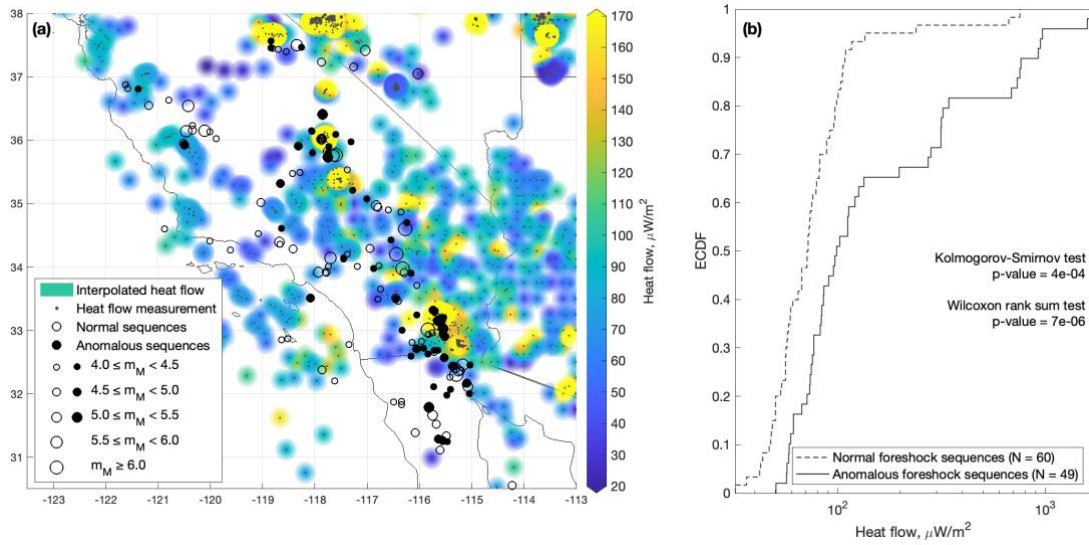 (a)
38
37
36
35
34
33
32
31
-123
-122
-121
-120
-119
-118
-117
-116
-115
-114
-113
Interpolated heat flow
Heat flow measurement
Normal sequences
Anomalous sequences
4.0 ≤ m_M < 4.5
4.5 ≤ m_M < 5.0
5.0 ≤ m_M < 5.5
5.5 ≤ m_M < 6.0
m_M ≥ 6.0
170
160
150
140
130
120
110
100
90
80
70
60
50
40
30
20
Heat flow, μW/m²
(b)
1
0.9
0.8
0.7
0.6
0.5
0.4
0.3
0.2
0.1
0
ECDF
Kolmogorov-Smirnov test
p-value = 4e-04
Wilcoxon rank sum test
p-value = 7e-06
Normal foreshock sequences (N = 60)
Anomalous foreshock sequences (N = 49)
10²
10³
Heat flow, μW/m²